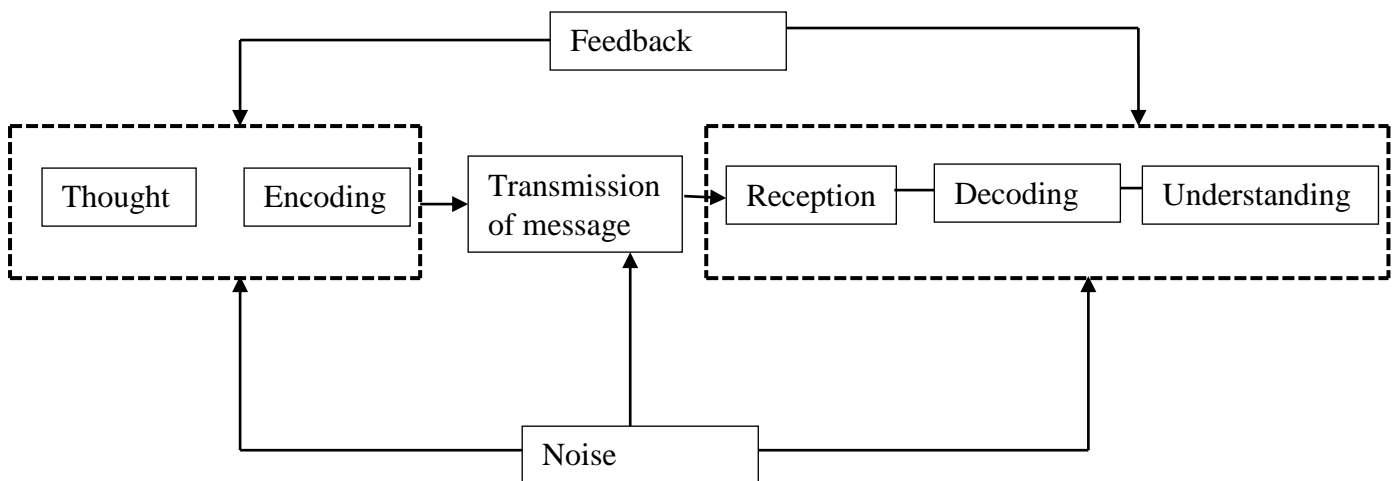 Feedback
Thought
Encoding
Transmission
of message
Reception
Decoding
Understanding
Noise